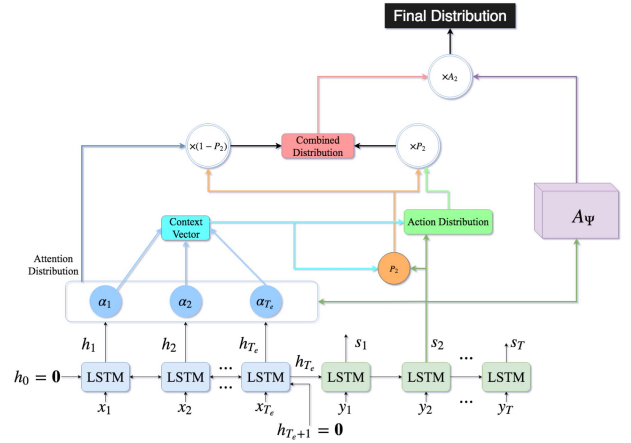 Final Distribution
×A₂
×(1 − P₂)
Combined
Distribution
×P₂
Context
Vector
Action Distribution
A_Ψ
Attention
Distribution
P₂
α₁ α₂ α_{T_e}
h₁ h₂ h_{T_e} h_{T_e} s₁ s₂ s_T
... ...
h₀ = 0 LSTM LSTM LSTM LSTM LSTM LSTM
... ...
x₁ x₂ x_{T_e} y₁ y₂ y_T
h_{T_e+1} = 0